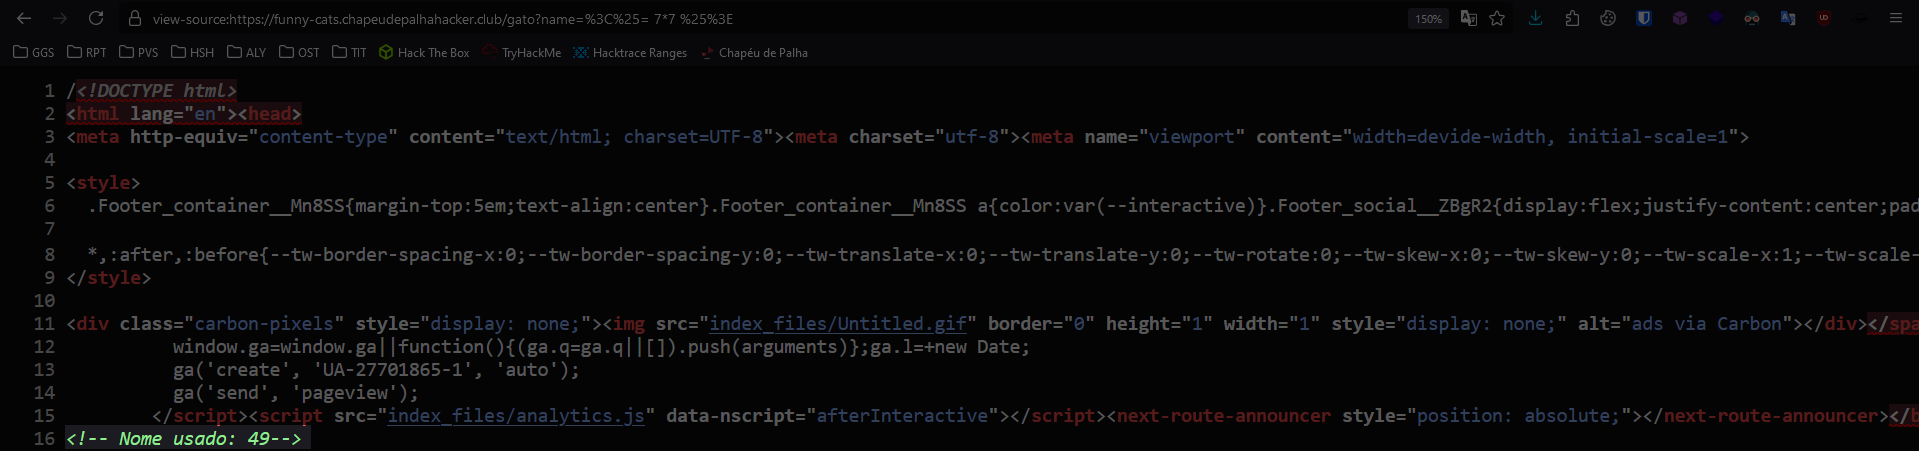 view-source:https://funny-cats.chapeudepalhahacker.club/gato?name=%3C%25= 7*7 %25%3E
150%
GGS RPT PVS HSH ALY OST TIT Hack The Box TryHackMe Hacktrace Ranges Chapéu de Palha
1 /<!DOCTYPE html>
2 <html lang="en"><head>
3 <meta http-equiv="content-type" content="text/html; charset=UTF-8"><meta charset="utf-8"><meta name="viewport" content="width=devide-width, initial-scale=1">
4
5 <style>
6 .Footer_container__Mn8SS{margin-top:5em;text-align:center}.Footer_container__Mn8SS a{color:var(--interactive)}.Footer_social__ZBgR2{display:flex;justify-content:center;pad
7
8 *,:after,:before{--tw-border-spacing-x:0;--tw-border-spacing-y:0;--tw-translate-x:0;--tw-translate-y:0;--tw-rotate:0;--tw-skew-x:0;--tw-skew-y:0;--tw-scale-x:1;--tw-scale-
9 </style>
10
11 <div class="carbon-pixels" style="display: none;"><img src="index_files/Untitled.gif" border="0" height="1" width="1" style="display: none;" alt="ads via Carbon"></div></spa
12 window.ga=window.ga||function(){(ga.q=ga.q||[]).push(arguments)};ga.l=+new Date;
13 ga('create', 'UA-27701865-1', 'auto');
14 ga('send', 'pageview');
15 </script><script src="index_files/analytics.js" data-nscript="afterInteractive"></script><next-route-announcer style="position: absolute;"></next-route-announcer></b
16 <!-- Nome usado: 49-->